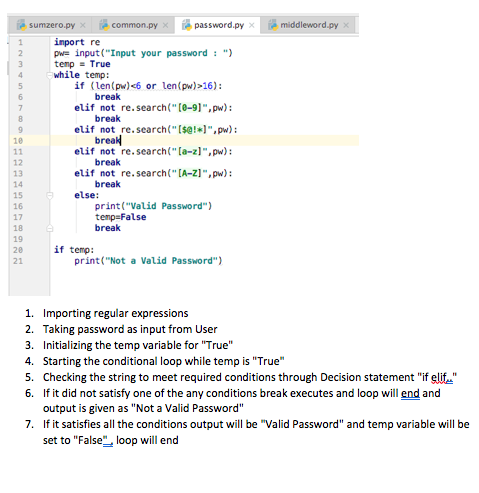 sumzero.py × common.py × password.py × middleword.py ×
1 import re
2 pw= input("Input your password : ")
3 temp = True
4 while temp:
5 if (len(pw)<6 or len(pw)>16):
6 break
7 elif not re.search("[0-9]",pw):
8 break
9 elif not re.search("[$@!*]",pw):
10 break
11 elif not re.search("[a-z]",pw):
12 break
13 elif not re.search("[A-Z]",pw):
14 break
15 else:
16 print("Valid Password")
17 temp=False
18 break
19
20 if temp:
21 print("Not a Valid Password")
1. Importing regular expressions
2. Taking password as input from User
3. Initializing the temp variable for "True"
4. Starting the conditional loop while temp is "True"
5. Checking the string to meet required conditions through Decision statement "if elif.."
6. If it did not satisfy one of the any conditions break executes and loop will end and
output is given as "Not a Valid Password"
7. If it satisfies all the conditions output will be "Valid Password" and temp variable will be
set to "False", loop will end